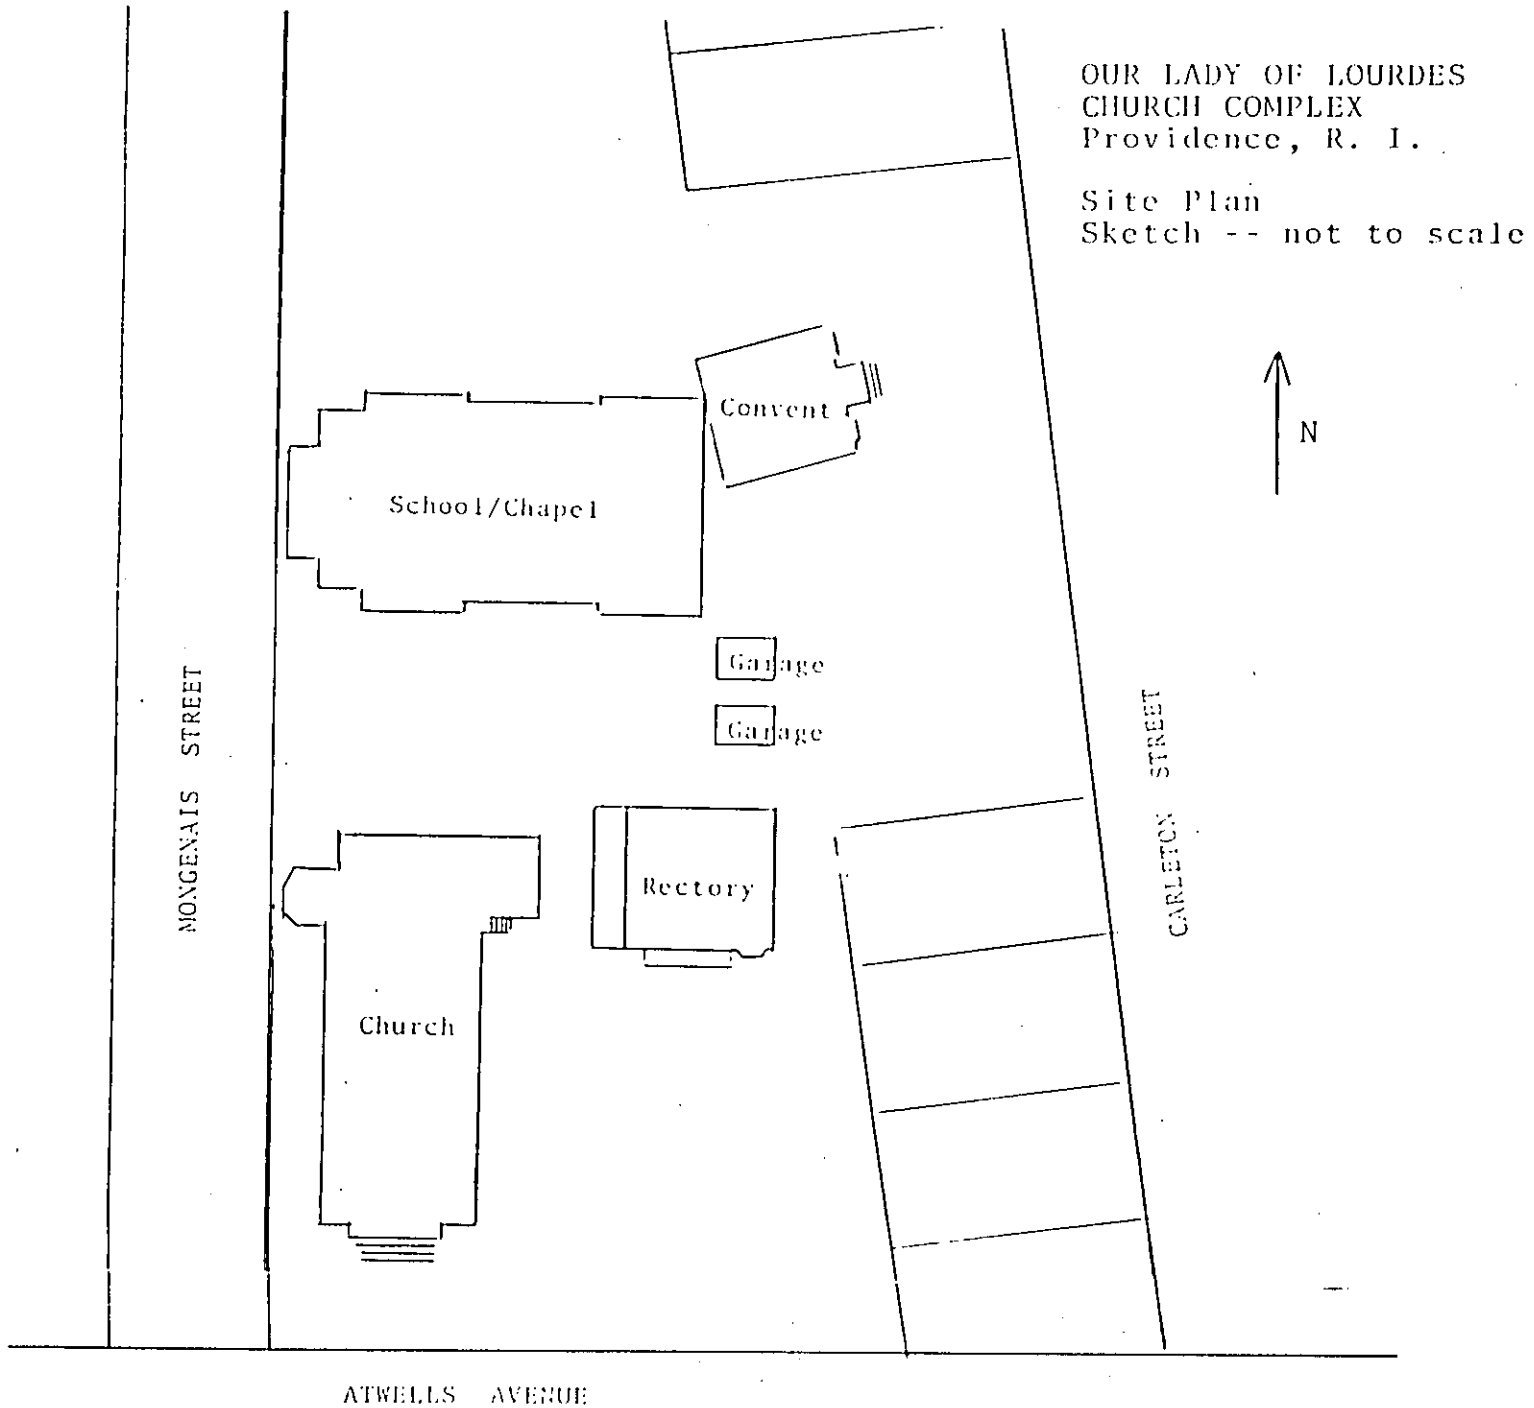 OUR LADY OF LOURDES
CHURCH COMPLEX
Providence, R. I.
Site Plan
Sketch -- not to scale
N
Convent
School/Chapel
Garage
Garage
MONGENAIS STREET
CARLETON STREET
Rectory
Church
ATWELLS AVENUE